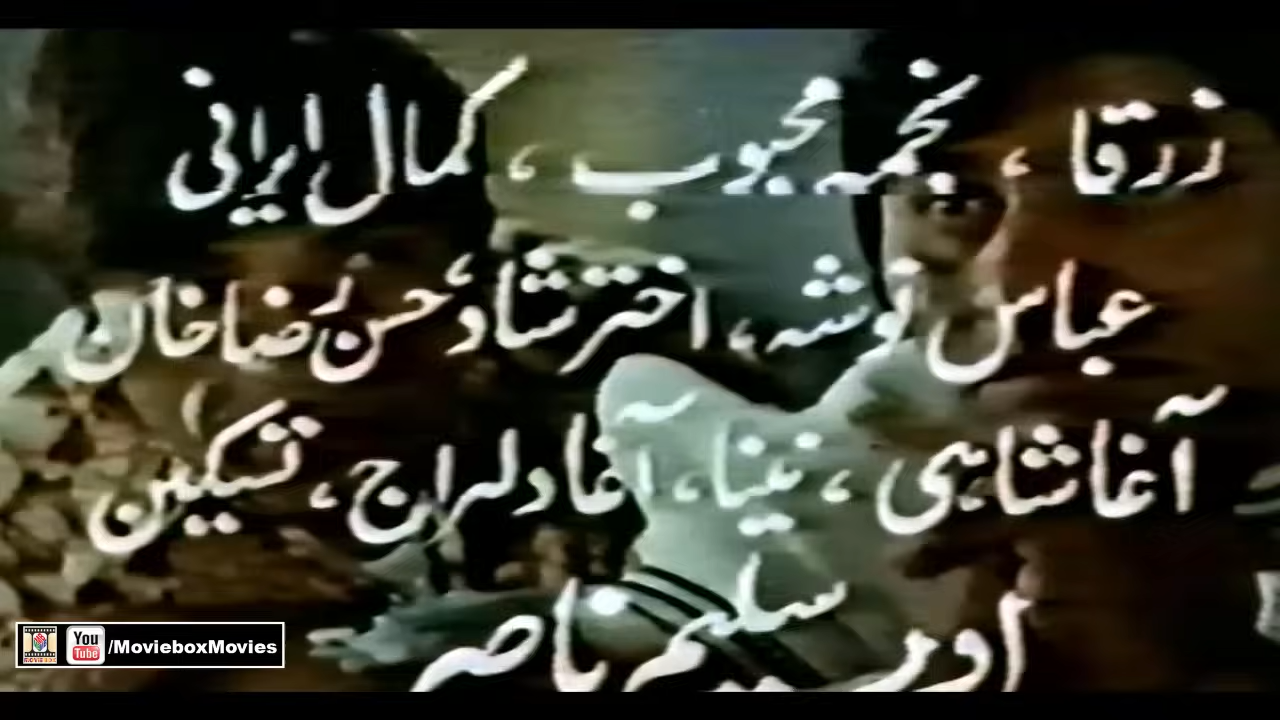 زرقا ، نجمہ محبوب ، کمال ایرانی
عباس نوشہ ، اختر شاد ، حسن رضا خان
آغا شاہی ، نینا ، آغا دلراج ، تسکین
اور سلیم ناصر
You Tube /MovieboxMovies